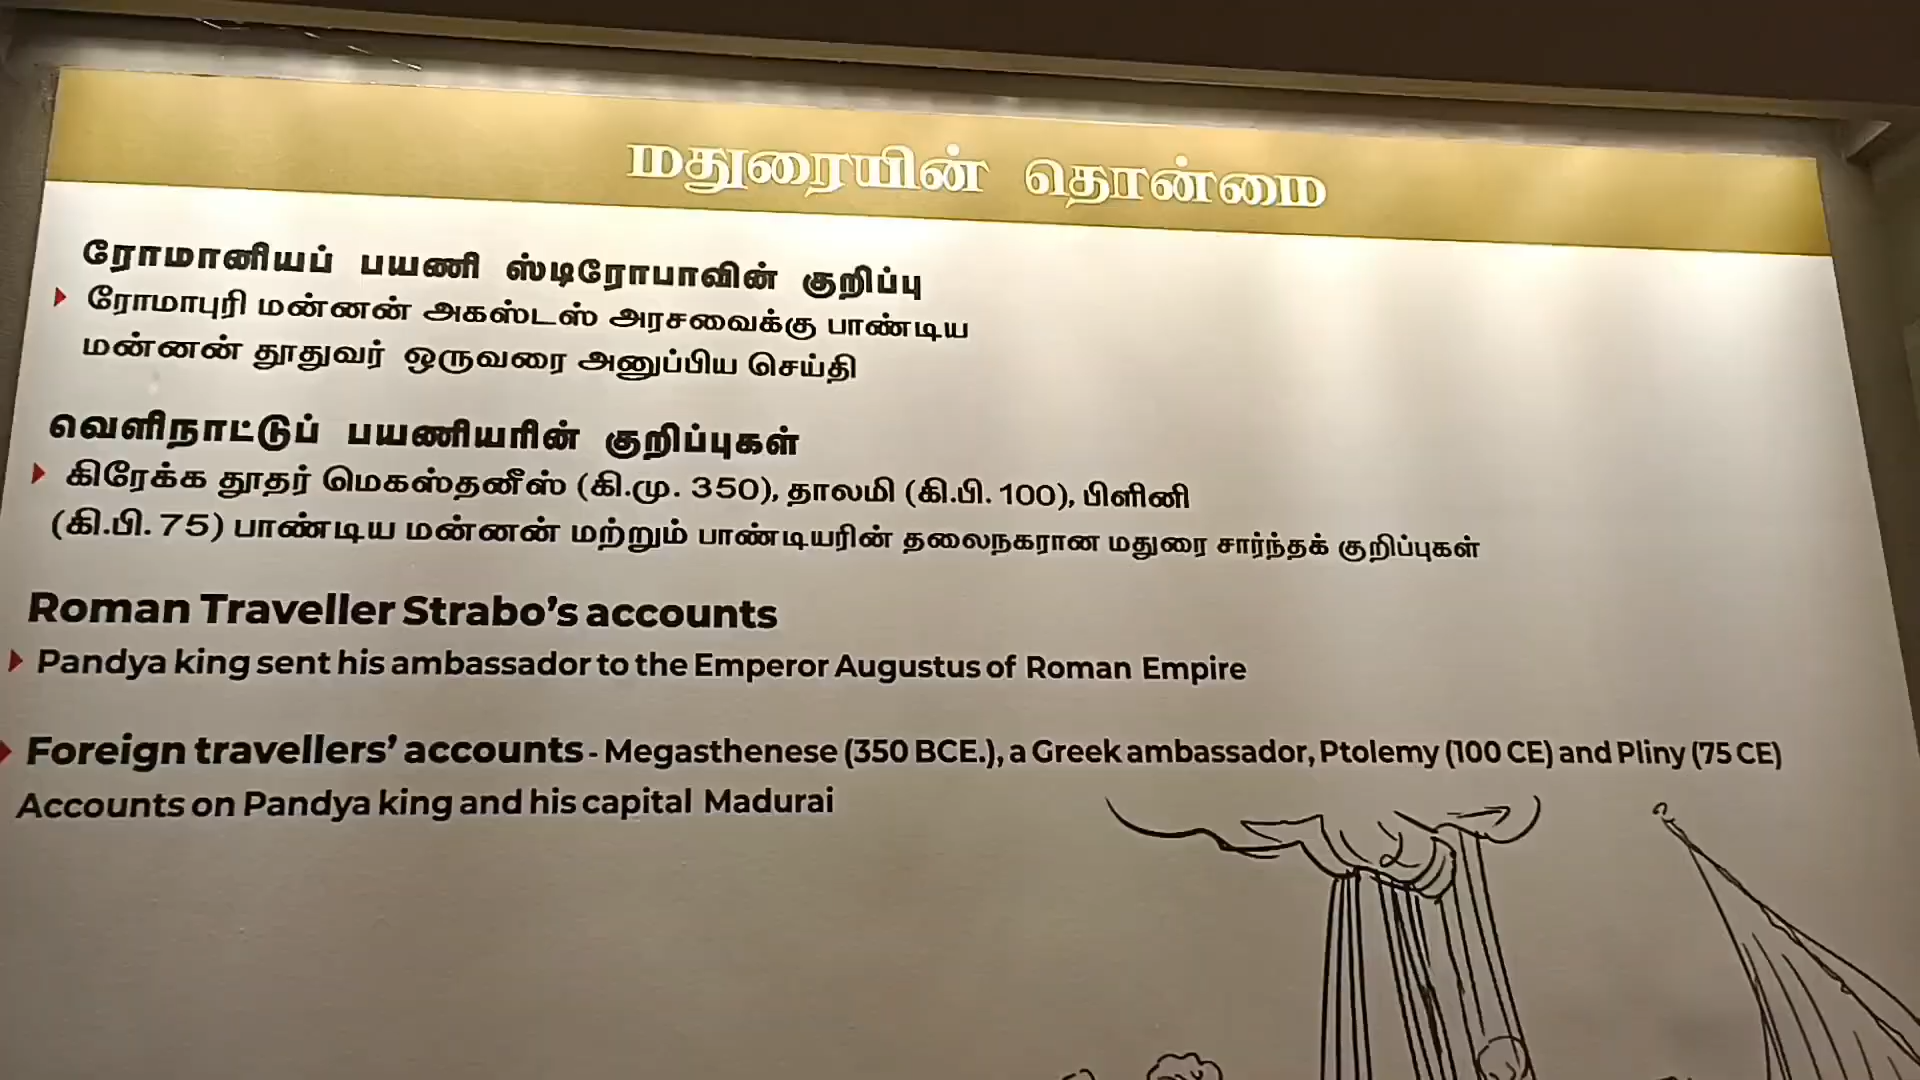 மதுரையின் தொன்மை
ரோமானியப் பயணி ஸ்டிரோபாவின் குறிப்பு
ரோமாபுரி மன்னன் அகஸ்டஸ் அரசவைக்கு பாண்டிய
மன்னன் தூதுவர் ஒருவரை அனுப்பிய செய்தி
வெளிநாட்டுப் பயணியரின் குறிப்புகள்
கிரேக்க தூதர் மெகஸ்தனீஸ் (கி.மு. 350), தாலமி (கி.பி. 100), பிளினி
(கி.பி. 75) பாண்டிய மன்னன் மற்றும் பாண்டியரின் தலைநகரான மதுரை சார்ந்தக் குறிப்புகள்
Roman Traveller Strabo's accounts
Pandya king sent his ambassador to the Emperor Augustus of Roman Empire
Foreign travellers' accounts - Megasthenese (350 BCE.), a Greek ambassador, Ptolemy (100 CE) and Pliny (75 CE)
Accounts on Pandya king and his capital Madurai